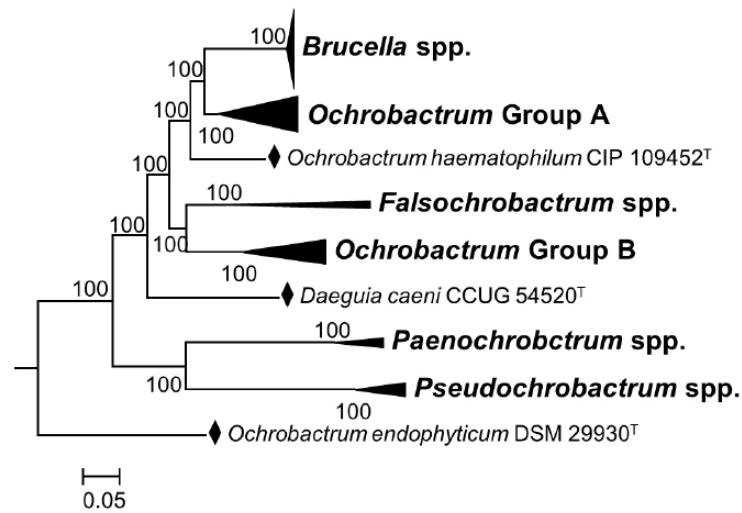 100 Brucella spp.
100
100 Ochrobactrum Group A
100
Ochrobactrum haematophilum CIP 109452ᵀ
100
100 Falsochrobactrum spp.
100
100 Ochrobactrum Group B
100
Daeguia caeni CCUG 54520ᵀ
100
100 Paenochrobctrum spp.
100 Pseudochrobactrum spp.
100
Ochrobactrum endophyticum DSM 29930ᵀ
0.05